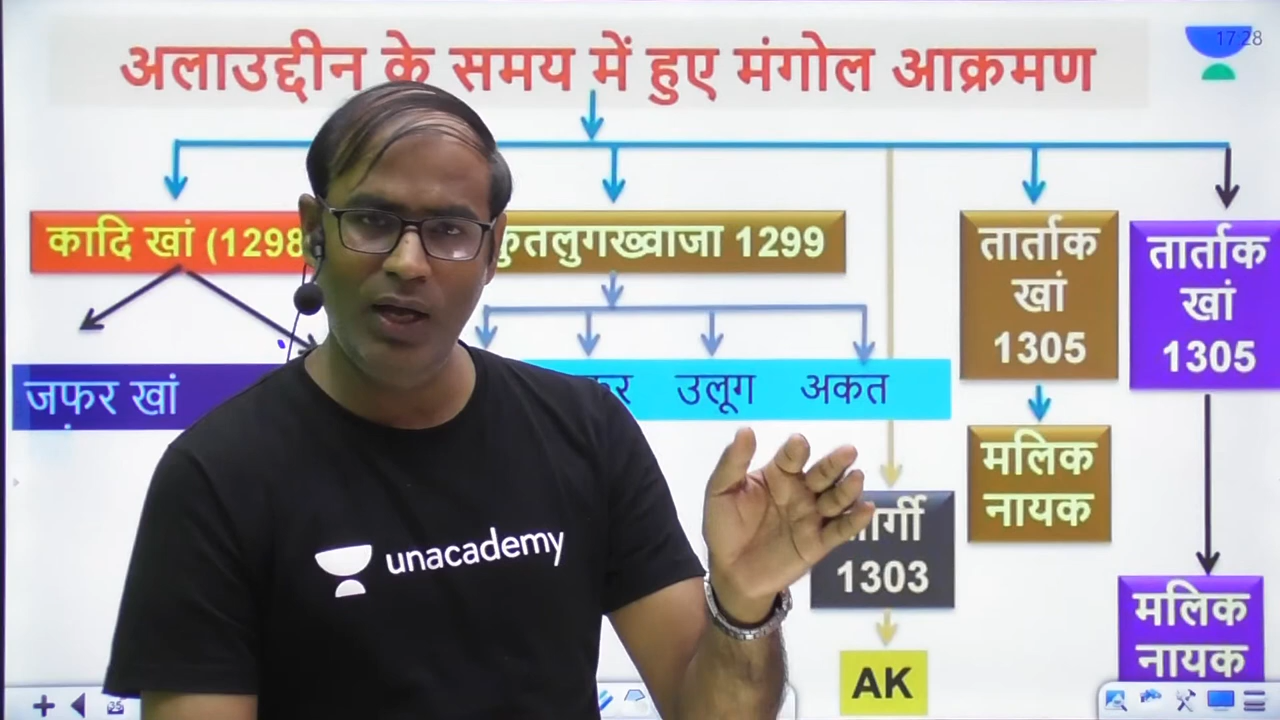 अलाउद्दीन के समय में हुए मंगोल आक्रमण
17:28
कादि खां (1298
कुतलुगख्वाजा 1299
तार्ताक
खां
1305
तार्ताक
खां
1305
जफर खां
उलूग
अकत
मलिक
नायक
1303
मलिक
नायक
AK
unacademy